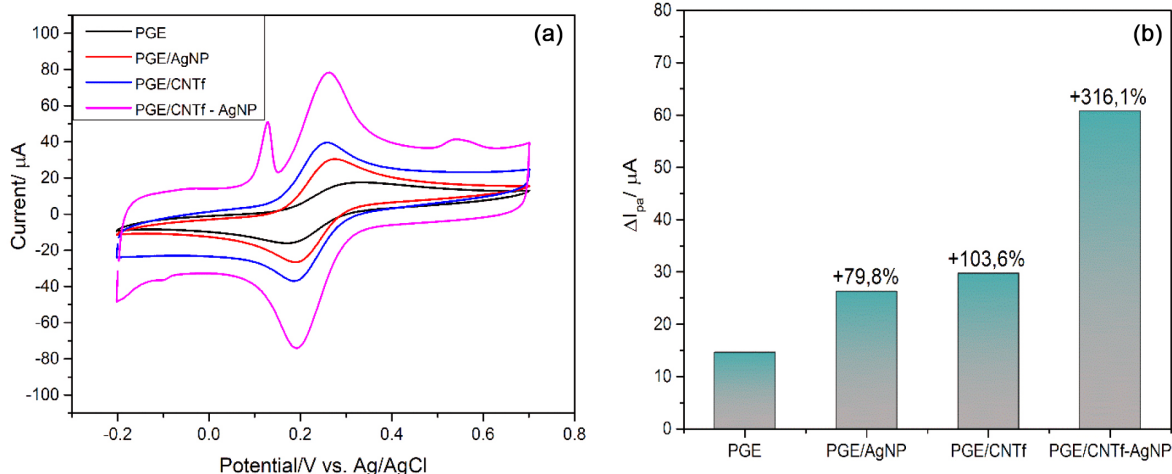 (a)
PGE
PGE/AgNP
PGE/CNTf
PGE/CNTf - AgNP
Current/ μA
100
80
60
40
20
0
-20
-40
-60
-80
-100
-0.2 0.0 0.2 0.4 0.6 0.8
Potential/V vs. Ag/AgCl
(b)
ΔIpa/ μA
80
70
60
50
40
30
20
10
0
+79,8%
+103,6%
+316,1%
PGE PGE/AgNP PGE/CNTf PGE/CNTf-AgNP